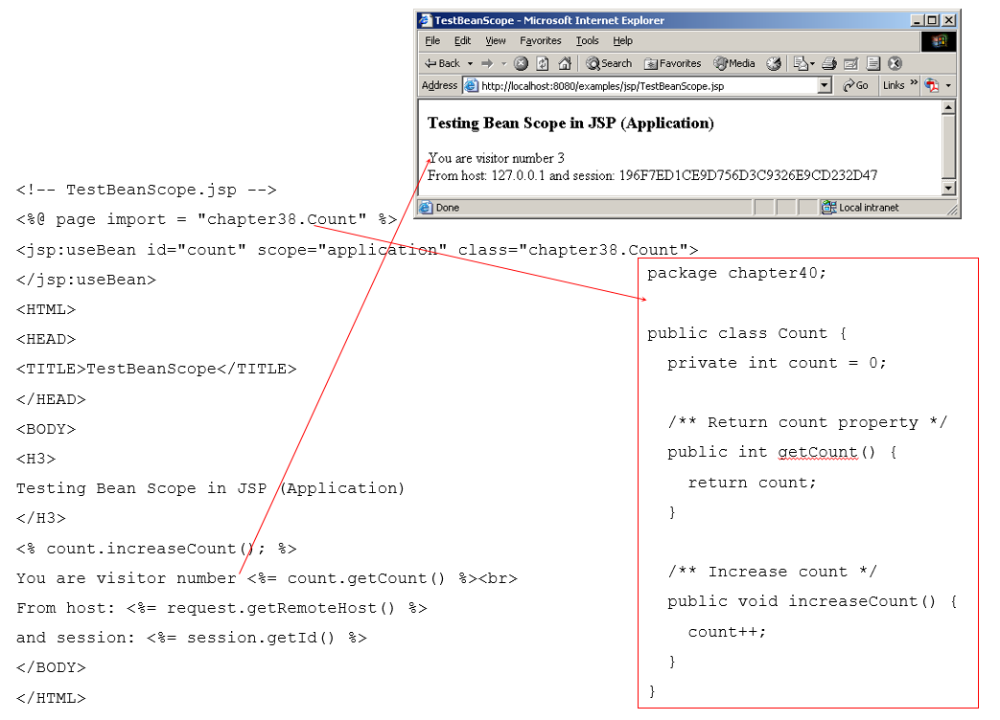 TestBeanScope - Microsoft Internet Explorer
File Edit View Favorites Tools Help
Back Search Favorites Media
Address http://localhost:8080/examples/jsp/TestBeanScope.jsp Go Links »
Testing Bean Scope in JSP (Application)
You are visitor number 3
From host: 127.0.0.1 and session: 196F7ED1CE9D756D3C9326E9CD232D47
Done Local intranet
<!-- TestBeanScope.jsp -->
<%@ page import = "chapter38.Count" %>
<jsp:useBean id="count" scope="application" class="chapter38.Count">
</jsp:useBean>
<HTML>
<HEAD>
<TITLE>TestBeanScope</TITLE>
</HEAD>
<BODY>
<H3>
Testing Bean Scope in JSP (Application)
</H3>
<% count.increaseCount(); %>
You are visitor number <%= count.getCount() %><br>
From host: <%= request.getRemoteHost() %>
and session: <%= session.getId() %>
</BODY>
</HTML>
package chapter40;
public class Count {
private int count = 0;
/** Return count property */
public int getCount() {
return count;
}
/** Increase count */
public void increaseCount() {
count++;
}
}